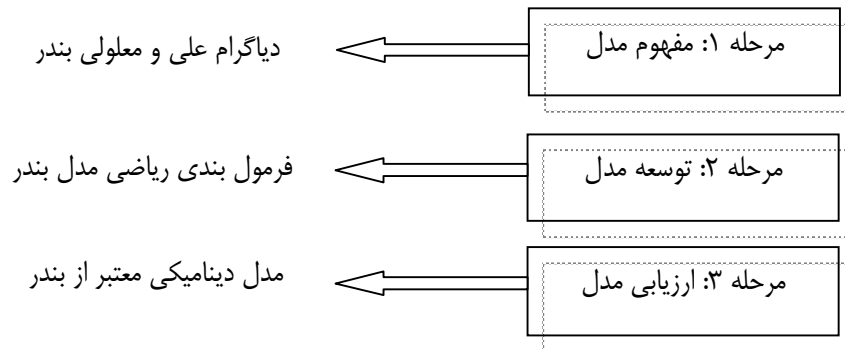 مرحله ۱: مفهوم مدل
دیاگرام علی و معلولی بندر
مرحله ۲: توسعه مدل
فرمول بندی ریاضی مدل بندر
مرحله ۳: ارزیابی مدل
مدل دینامیکی معتبر از بندر